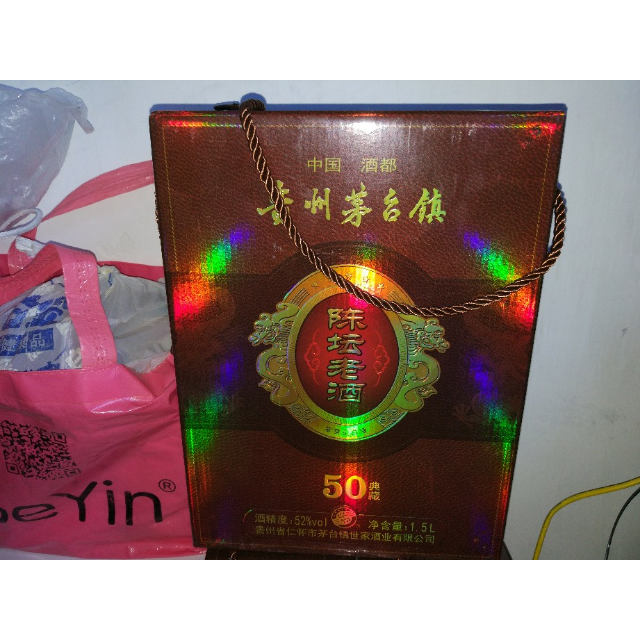 中国 酒都
贵州茅台镇
陈坛老酒
50典藏
酒精度:52%vol 净含量:1.5L
贵州省仁怀市茅台镇世家酒业有限公司
eYin®
品